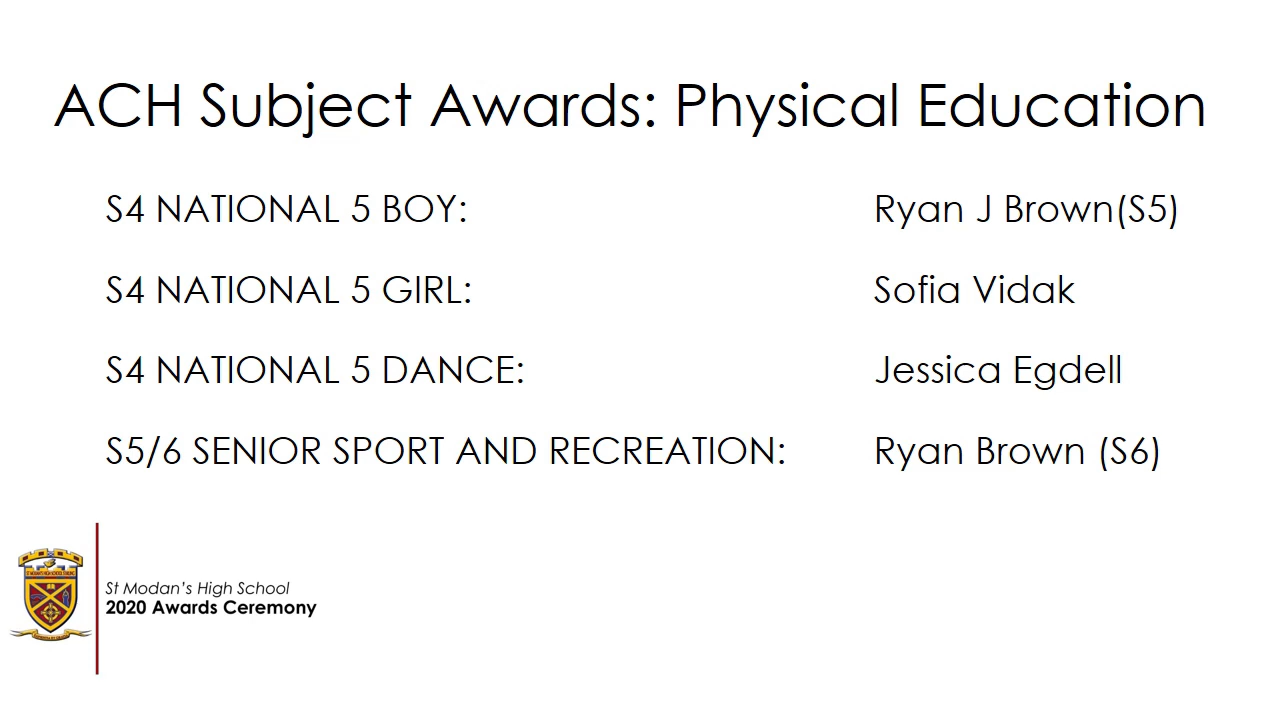 ACH Subject Awards: Physical Education
S4 NATIONAL 5 BOY: Ryan J Brown(S5)
S4 NATIONAL 5 GIRL: Sofia Vidak
S4 NATIONAL 5 DANCE: Jessica Egdell
S5/6 SENIOR SPORT AND RECREATION: Ryan Brown (S6)
St Modan's High School
2020 Awards Ceremony